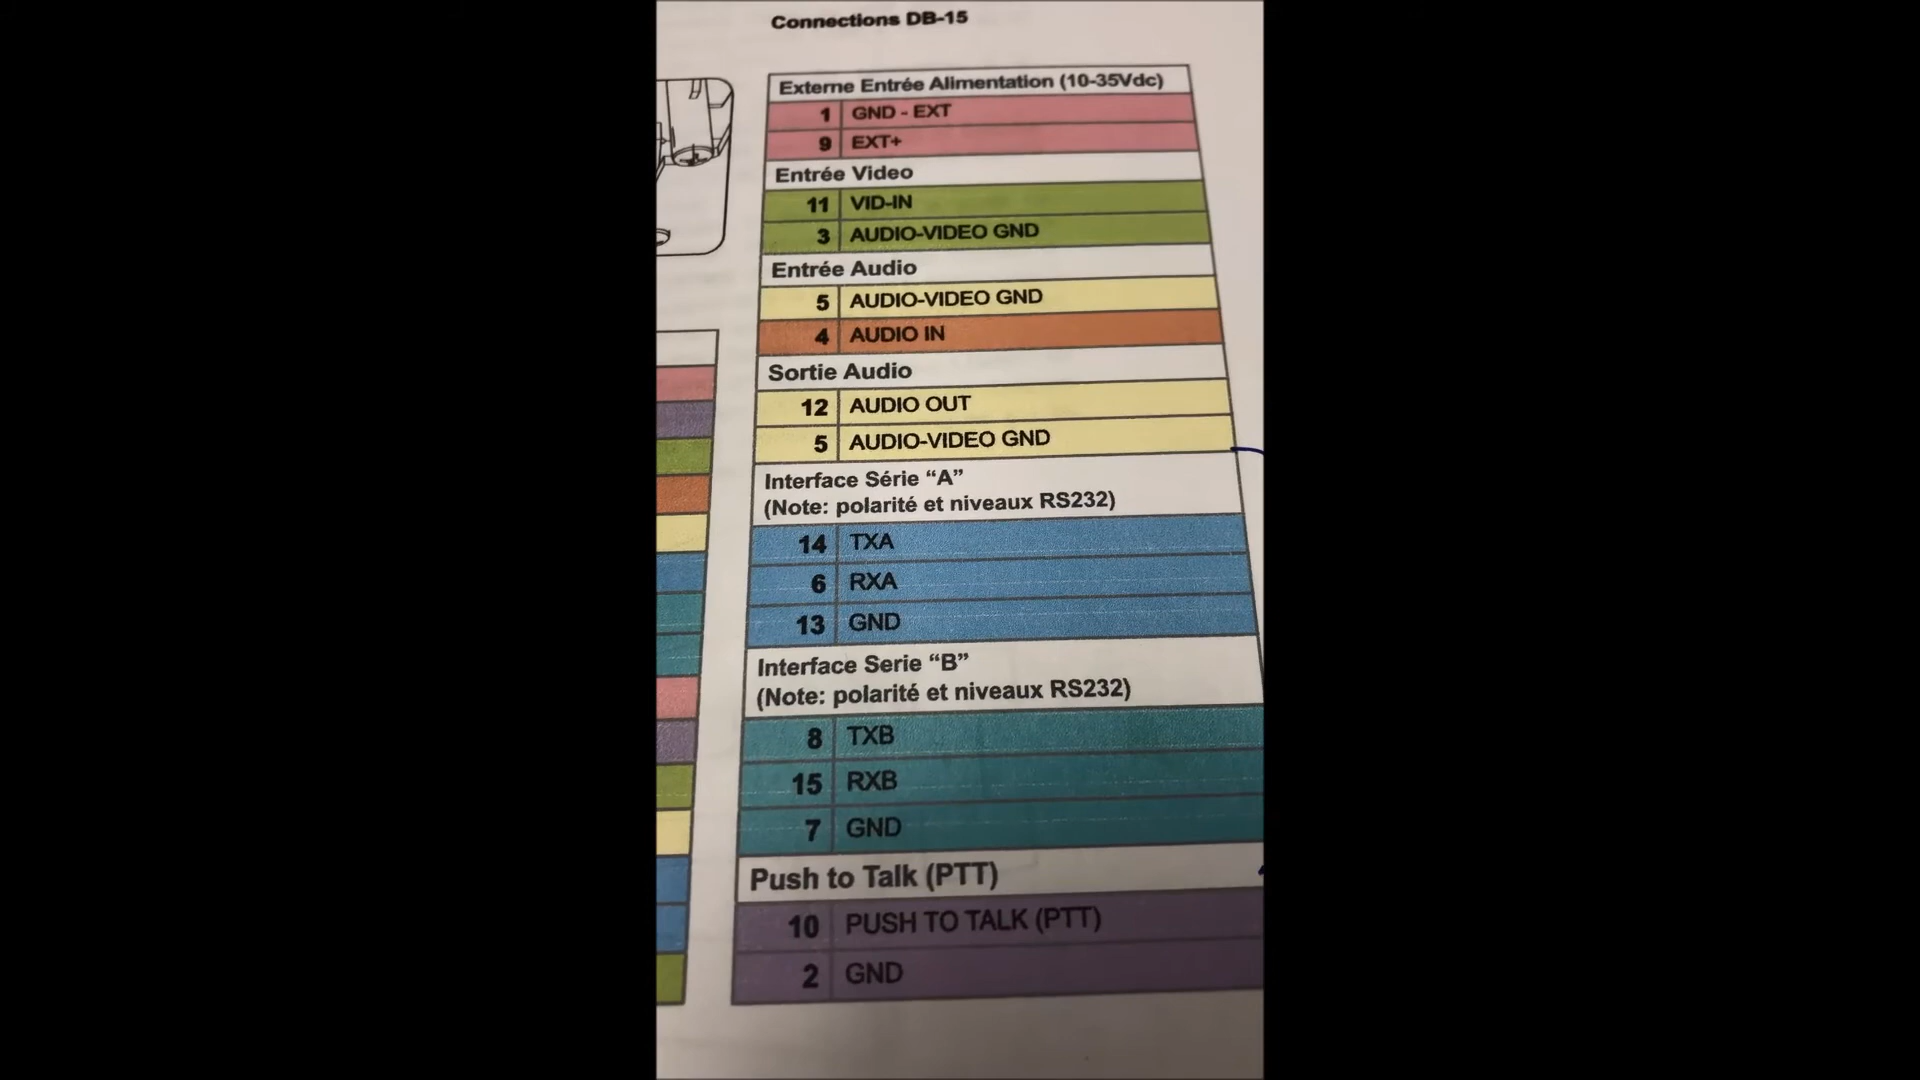 Connections DB-15
Externe Entrée Alimentation (10-35Vdc)
1 GND - EXT
9 EXT+
Entrée Video
11 VID-IN
3 AUDIO-VIDEO GND
Entrée Audio
5 AUDIO-VIDEO GND
4 AUDIO IN
Sortie Audio
12 AUDIO OUT
5 AUDIO-VIDEO GND
Interface Série “A”
(Note: polarité et niveaux RS232)
14 TXA
6 RXA
13 GND
Interface Serie “B”
(Note: polarité et niveaux RS232)
8 TXB
15 RXB
7 GND
Push to Talk (PTT)
10 PUSH TO TALK (PTT)
2 GND